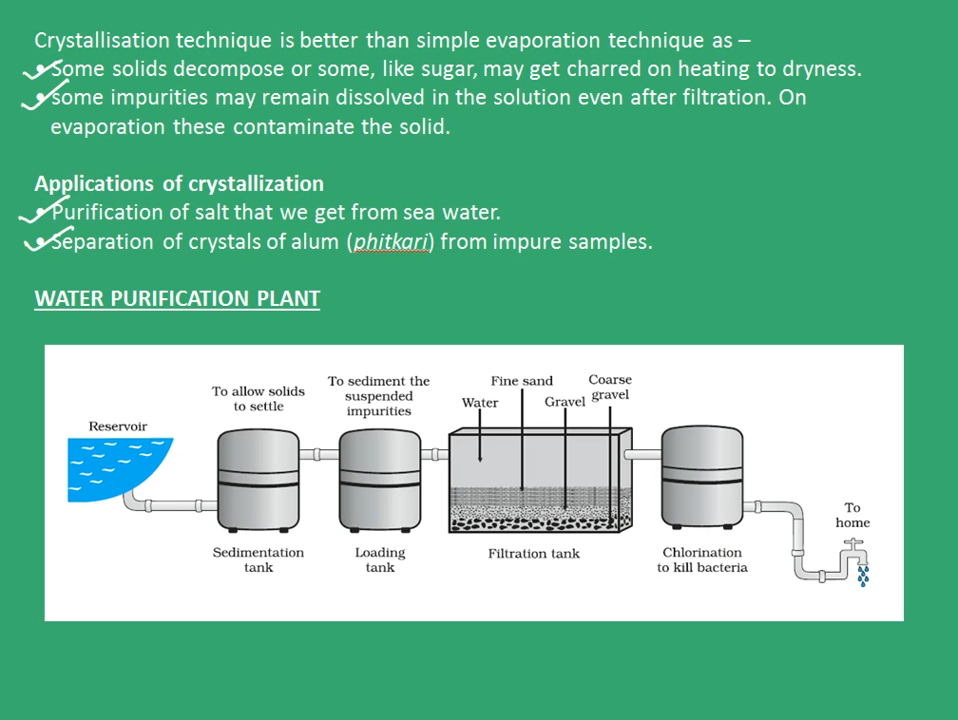 Crystallisation technique is better than simple evaporation technique as –
• Some solids decompose or some, like sugar, may get charred on heating to dryness.
• some impurities may remain dissolved in the solution even after filtration. On
evaporation these contaminate the solid.
Applications of crystallization
• Purification of salt that we get from sea water.
• Separation of crystals of alum (phitkari) from impure samples.
WATER PURIFICATION PLANT
Reservoir
To allow solids
to settle
To sediment the
suspended
impurities
Water
Fine sand
Gravel
Coarse
gravel
Sedimentation
tank
Loading
tank
Filtration tank
Chlorination
to kill bacteria
To
home